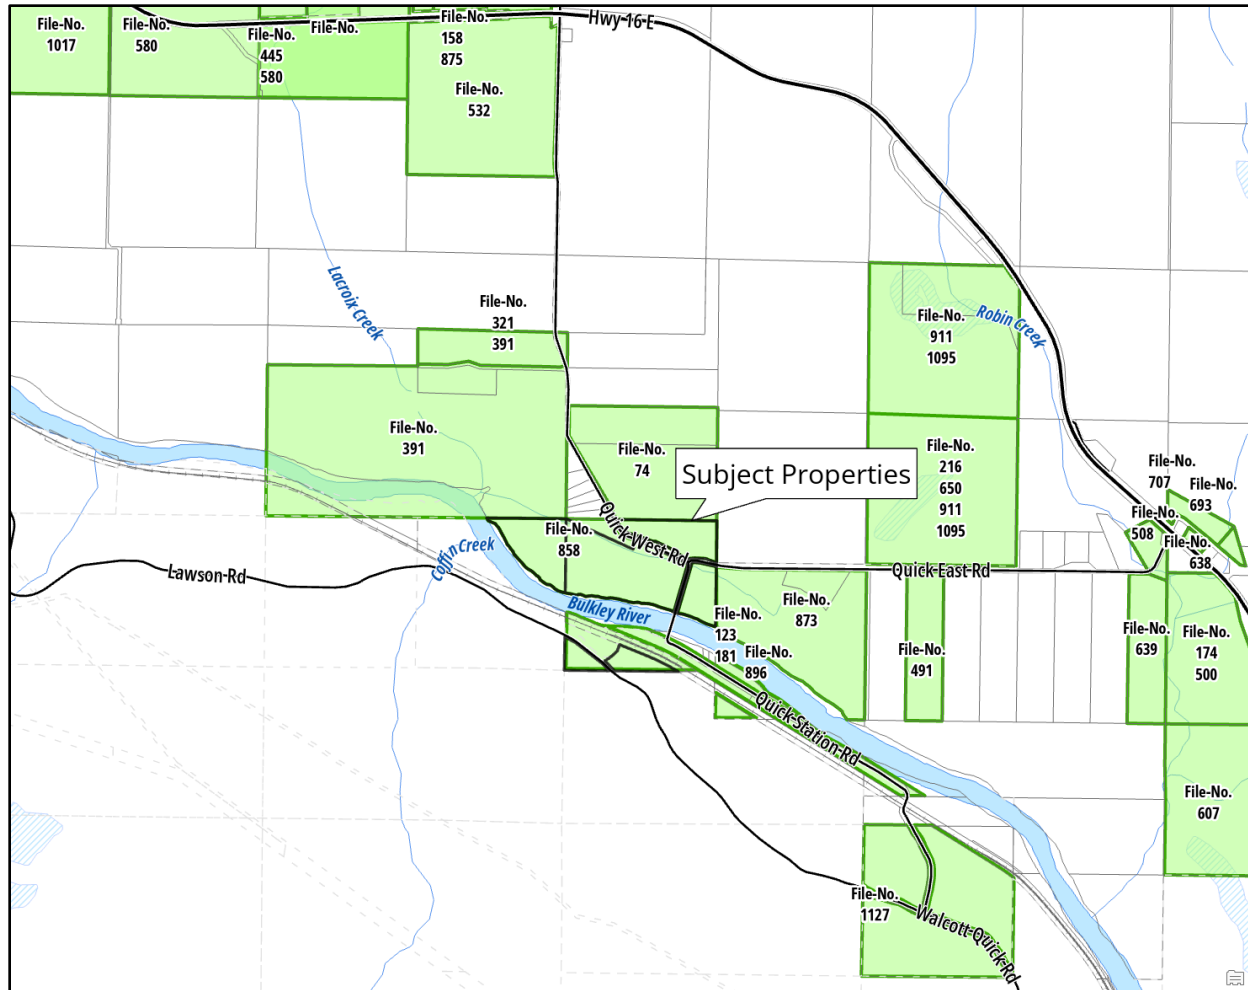 File-No.
1017
File-No.
580
File-No.
445
580
File-No.
File-No.
158
875
File-No.
532
Hwy 16 E
Lacroix Creek
File-No.
321
391
File-No.
911
1095
Robin Creek
File-No.
391
File-No.
74
File-No.
216
650
911
1095
Subject Properties
File-No.
707
File-No.
693
File-No.
508
File-No.
638
File-No.
858
Quick West Rd
Coffin Creek
Lawson Rd
Quick East Rd
Bulkley River
File-No.
123
181
File-No.
873
File-No.
896
File-No.
491
File-No.
639
File-No.
174
500
Quick Station Rd
File-No.
607
File-No.
1127
Walcott Quick Rd